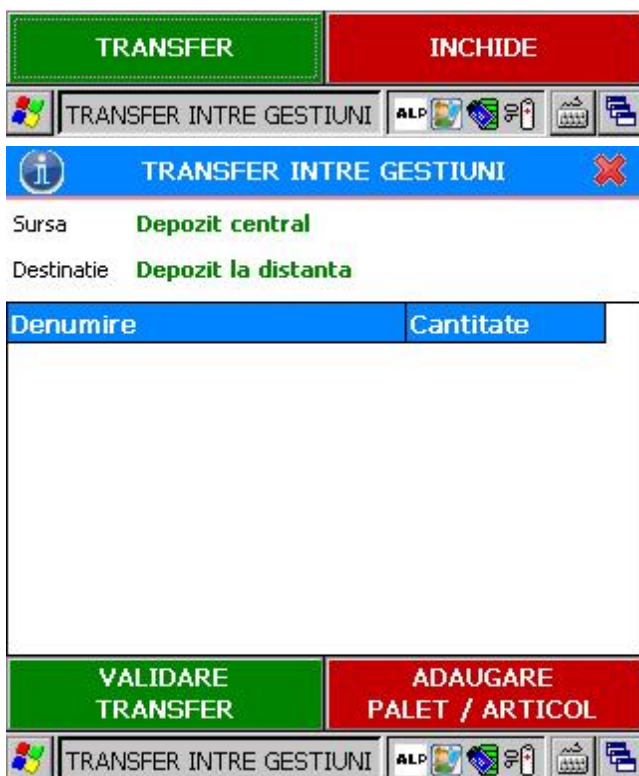 TRANSFER INCHIDE
TRANSFER INTRE GESTIUNI ALP
TRANSFER INTRE GESTIUNI
Sursa Depozit central
Destinatie Depozit la distanta
Denumire Cantitate
VALIDARE TRANSFER
ADAUGARE PALET / ARTICOL
TRANSFER INTRE GESTIUNI ALP